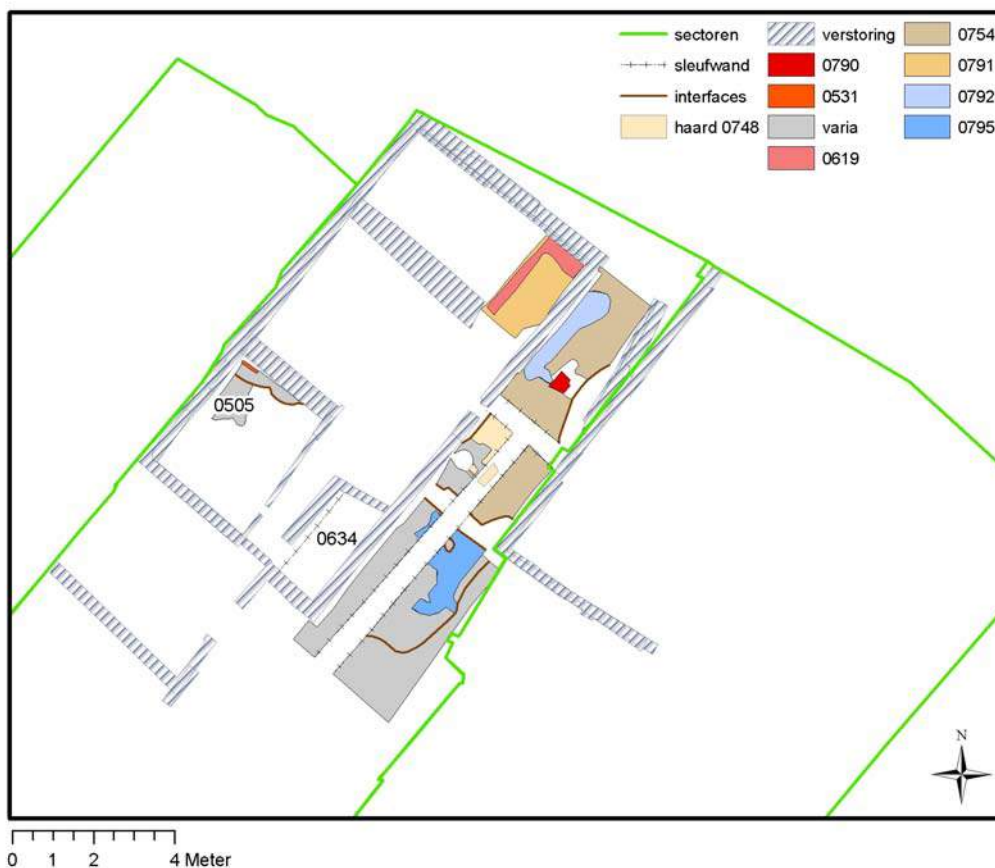 sectoren
sleufwand
interfaces
haard 0748
verstoring
0790
0531
varia
0619
0754
0791
0792
0795
0505
0634
N
0 1 2 4 Meter